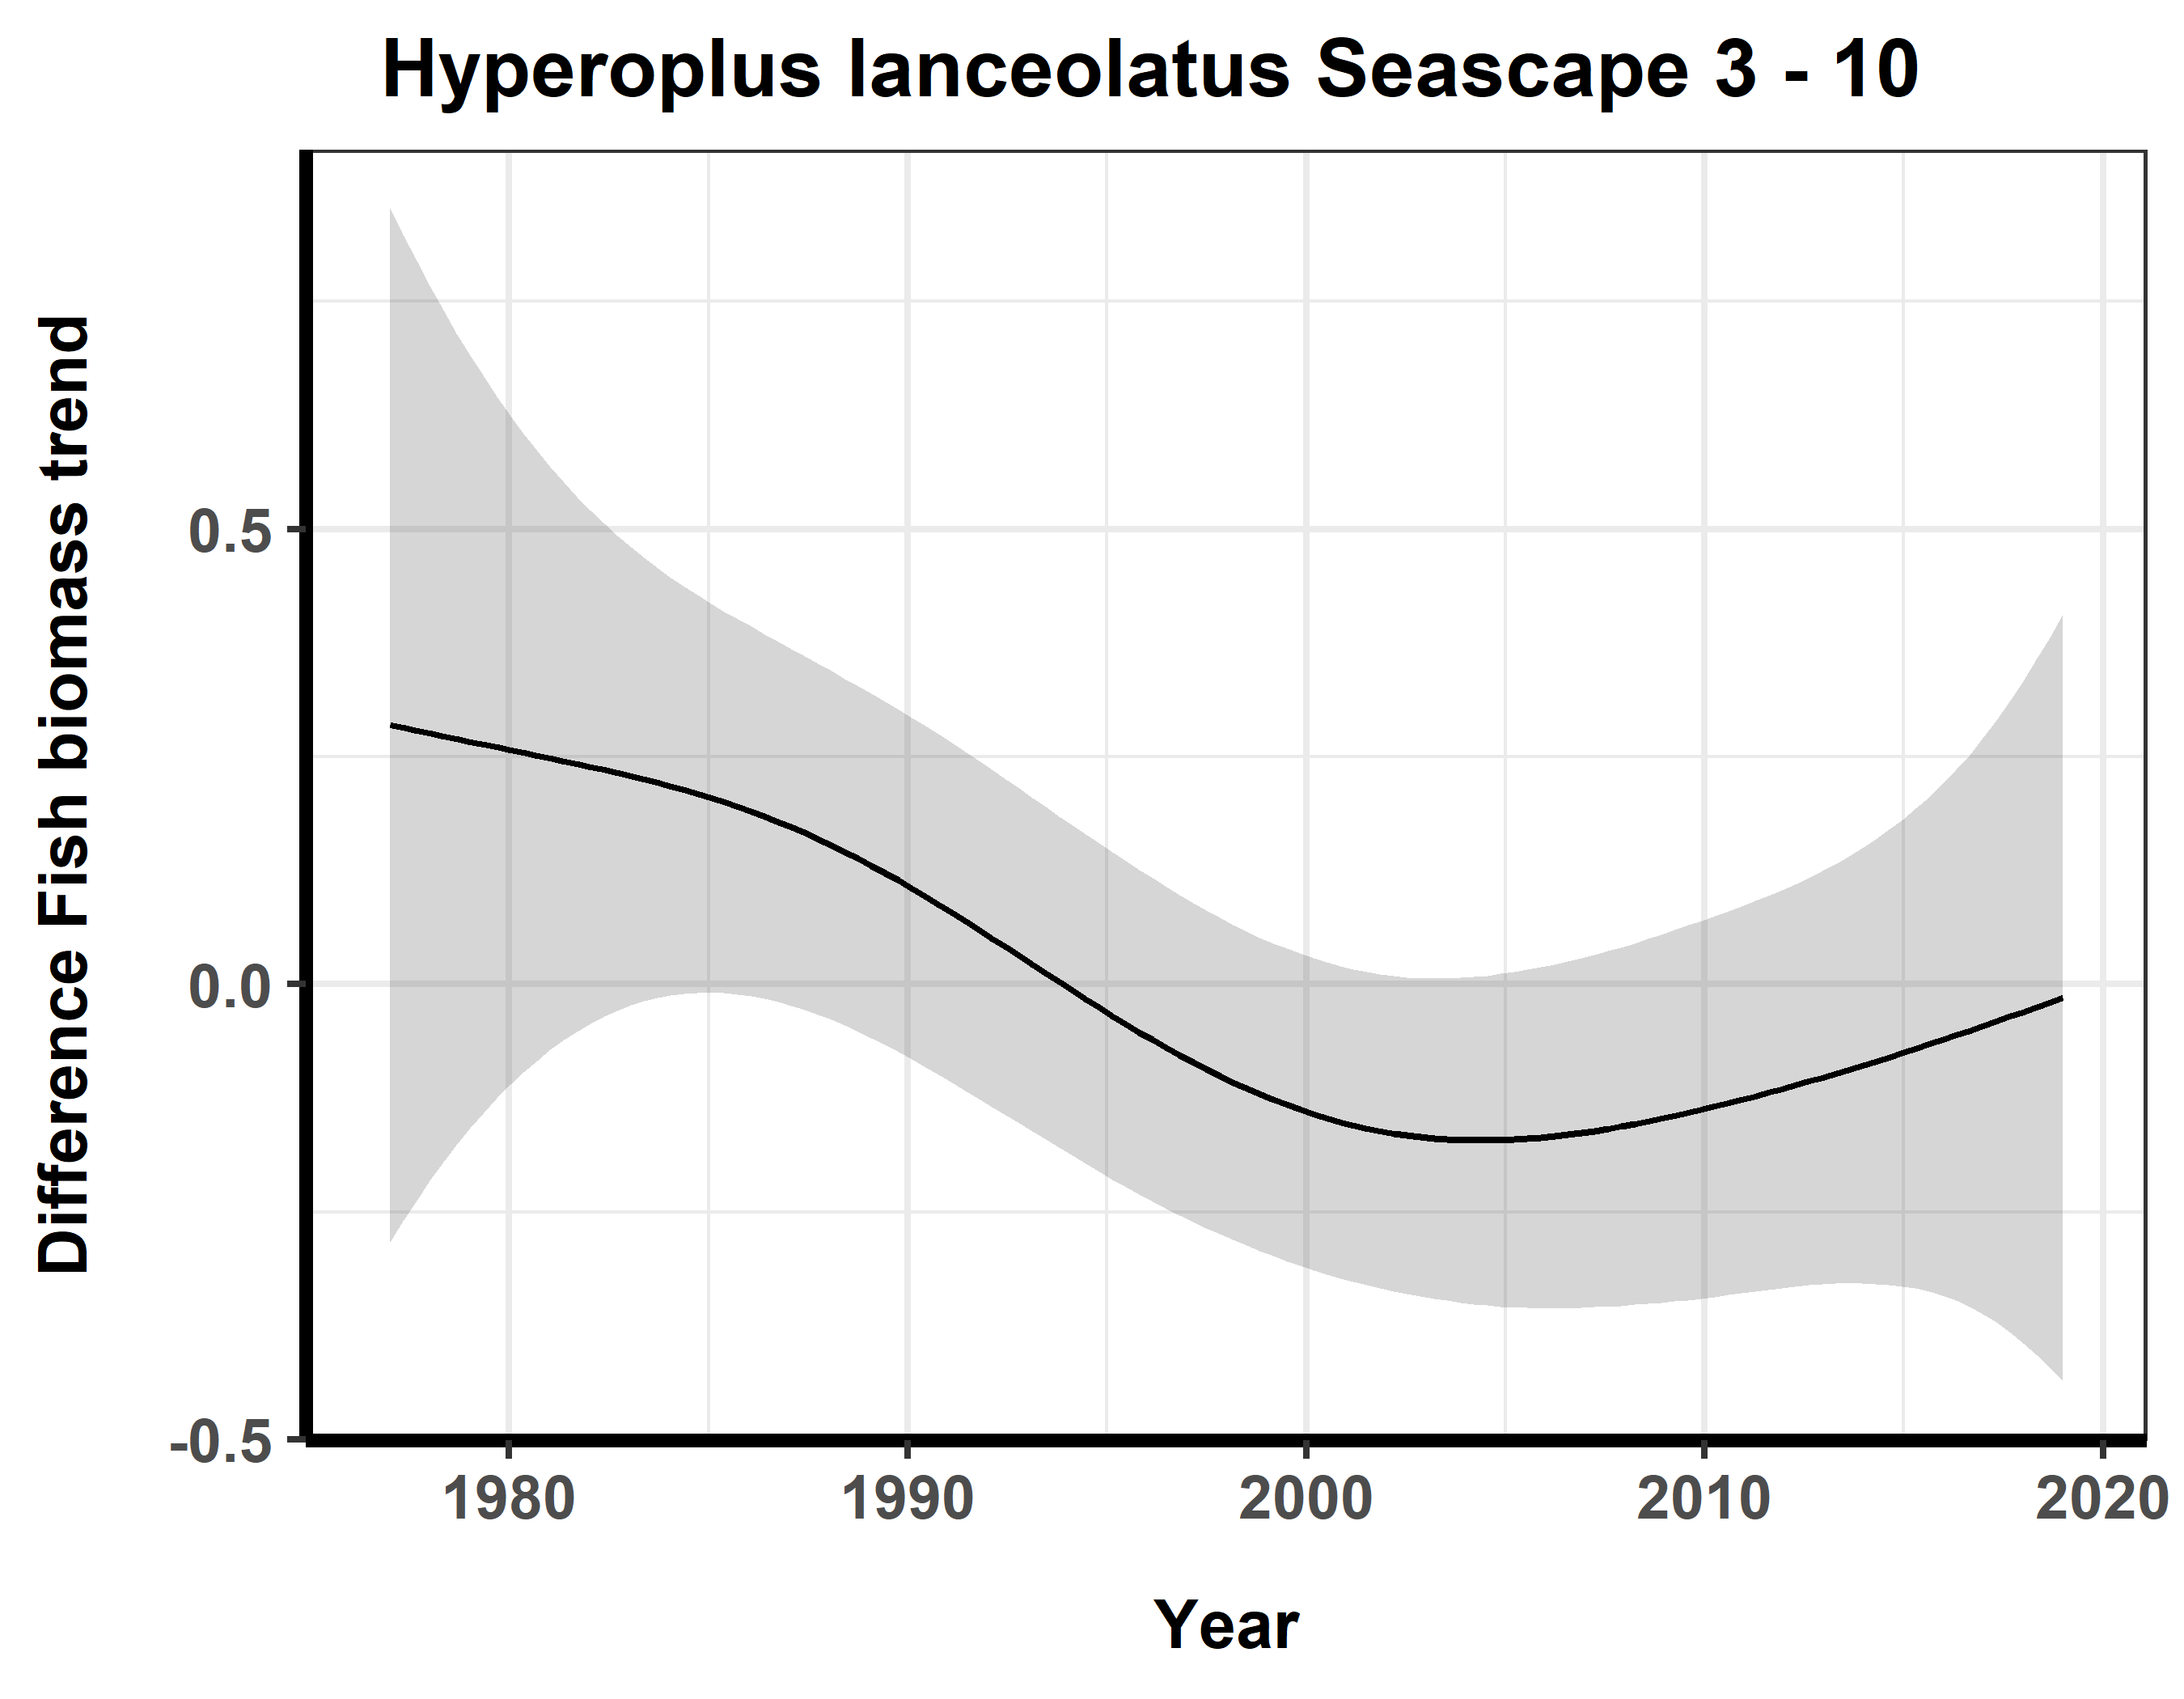 Hyperoplus lanceolatus Seascape 3 - 10
Difference Fish biomass trend
0.5
0.0
-0.5
1980 1990 2000 2010 2020
Year